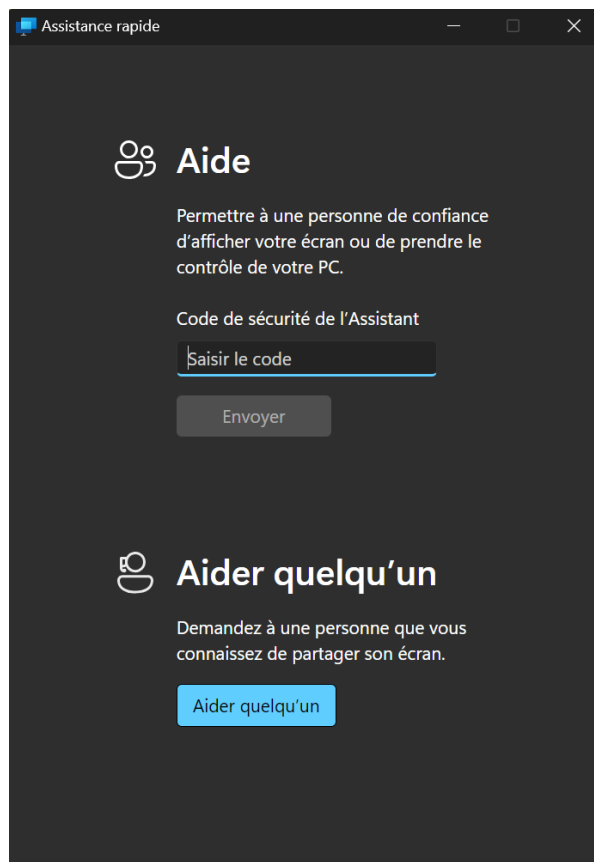 Assistance rapide
Aide
Permettre à une personne de confiance
d’afficher votre écran ou de prendre le
contrôle de votre PC.
Code de sécurité de l’Assistant
Saisir le code
Envoyer
Aider quelqu’un
Demandez à une personne que vous
connaissez de partager son écran.
Aider quelqu’un